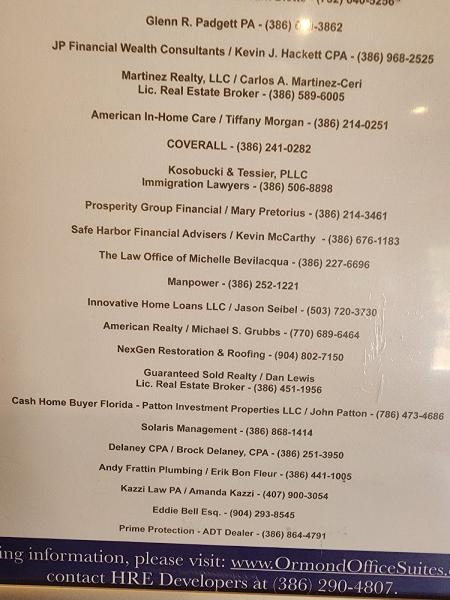 Glenn R. Padgett PA - (386) -3862
JP Financial Wealth Consultants / Kevin J. Hackett CPA - (386) 968-2525
Martinez Realty, LLC / Carlos A. Martinez-Ceri
Lic. Real Estate Broker - (386) 589-6005
American In-Home Care / Tiffany Morgan - (386) 214-0251
COVERALL - (386) 241-0282
Kosobucki & Tessier, PLLC
Immigration Lawyers - (386) 506-8898
Prosperity Group Financial / Mary Pretorius - (386) 214-3461
Safe Harbor Financial Advisers / Kevin McCarthy - (386) 676-1183
The Law Office of Michelle Bevilacqua - (386) 227-6696
Manpower - (386) 252-1221
Innovative Home Loans LLC / Jason Seibel - (503) 720-3730
American Realty / Michael S. Grubbs - (770) 689-6464
NexGen Restoration & Roofing - (904) 802-7150
Guaranteed Sold Realty / Dan Lewis
Lic. Real Estate Broker - (386) 451-1956
Cash Home Buyer Florida - Patton Investment Properties LLC / John Patton - (786) 473-4686
Solaris Management - (386) 868-1414
Delaney CPA / Brock Delaney, CPA - (386) 251-3950
Andy Frattin Plumbing / Erik Bon Fleur - (386) 441-1005
Kazzi Law PA / Amanda Kazzi - (407) 900-3054
Eddie Bell Esq. - (904) 293-8545
Prime Protection - ADT Dealer - (386) 864-4791
ing information, please visit: www.OrmondOfficeSuites.
contact HRE Developers at (386) 290-4807.